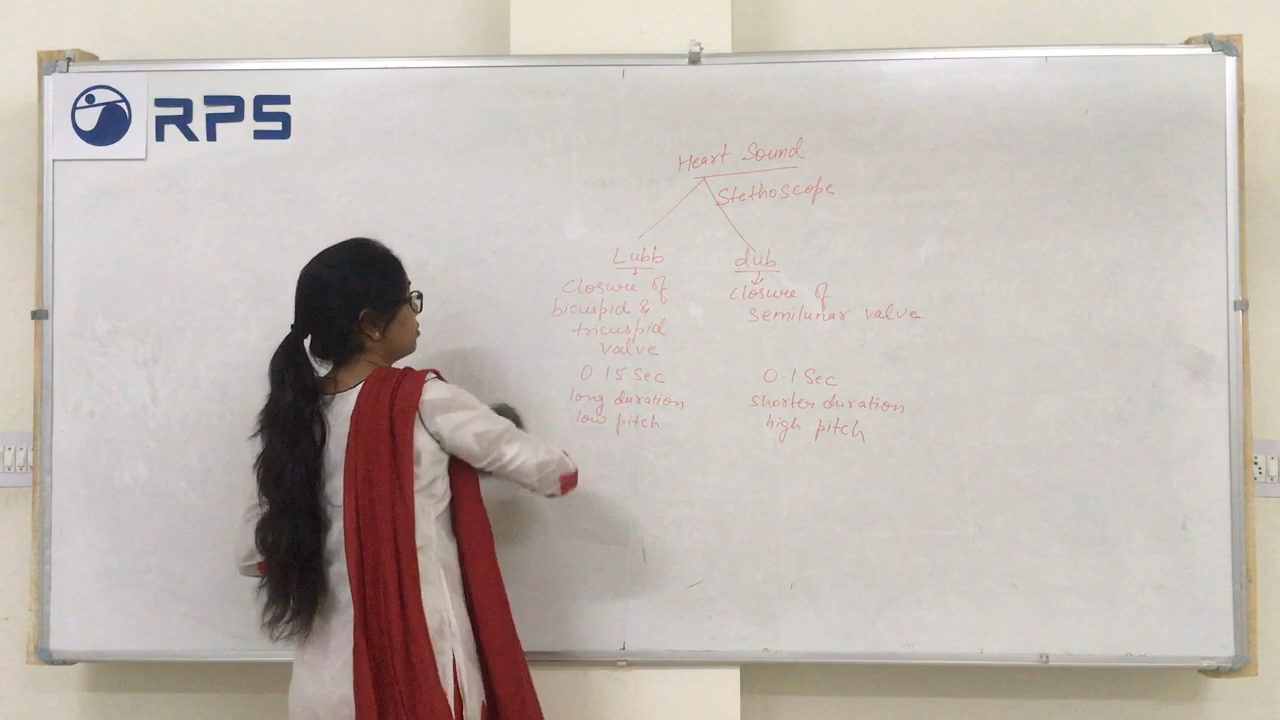 RPS
Heart Sound
Stethoscope
Lubb
closure of
bicuspid &
tricuspid
valve
0.15 Sec
long duration
low pitch
dub
closure of
semilunar valve
0.1 Sec
shorter duration
high pitch